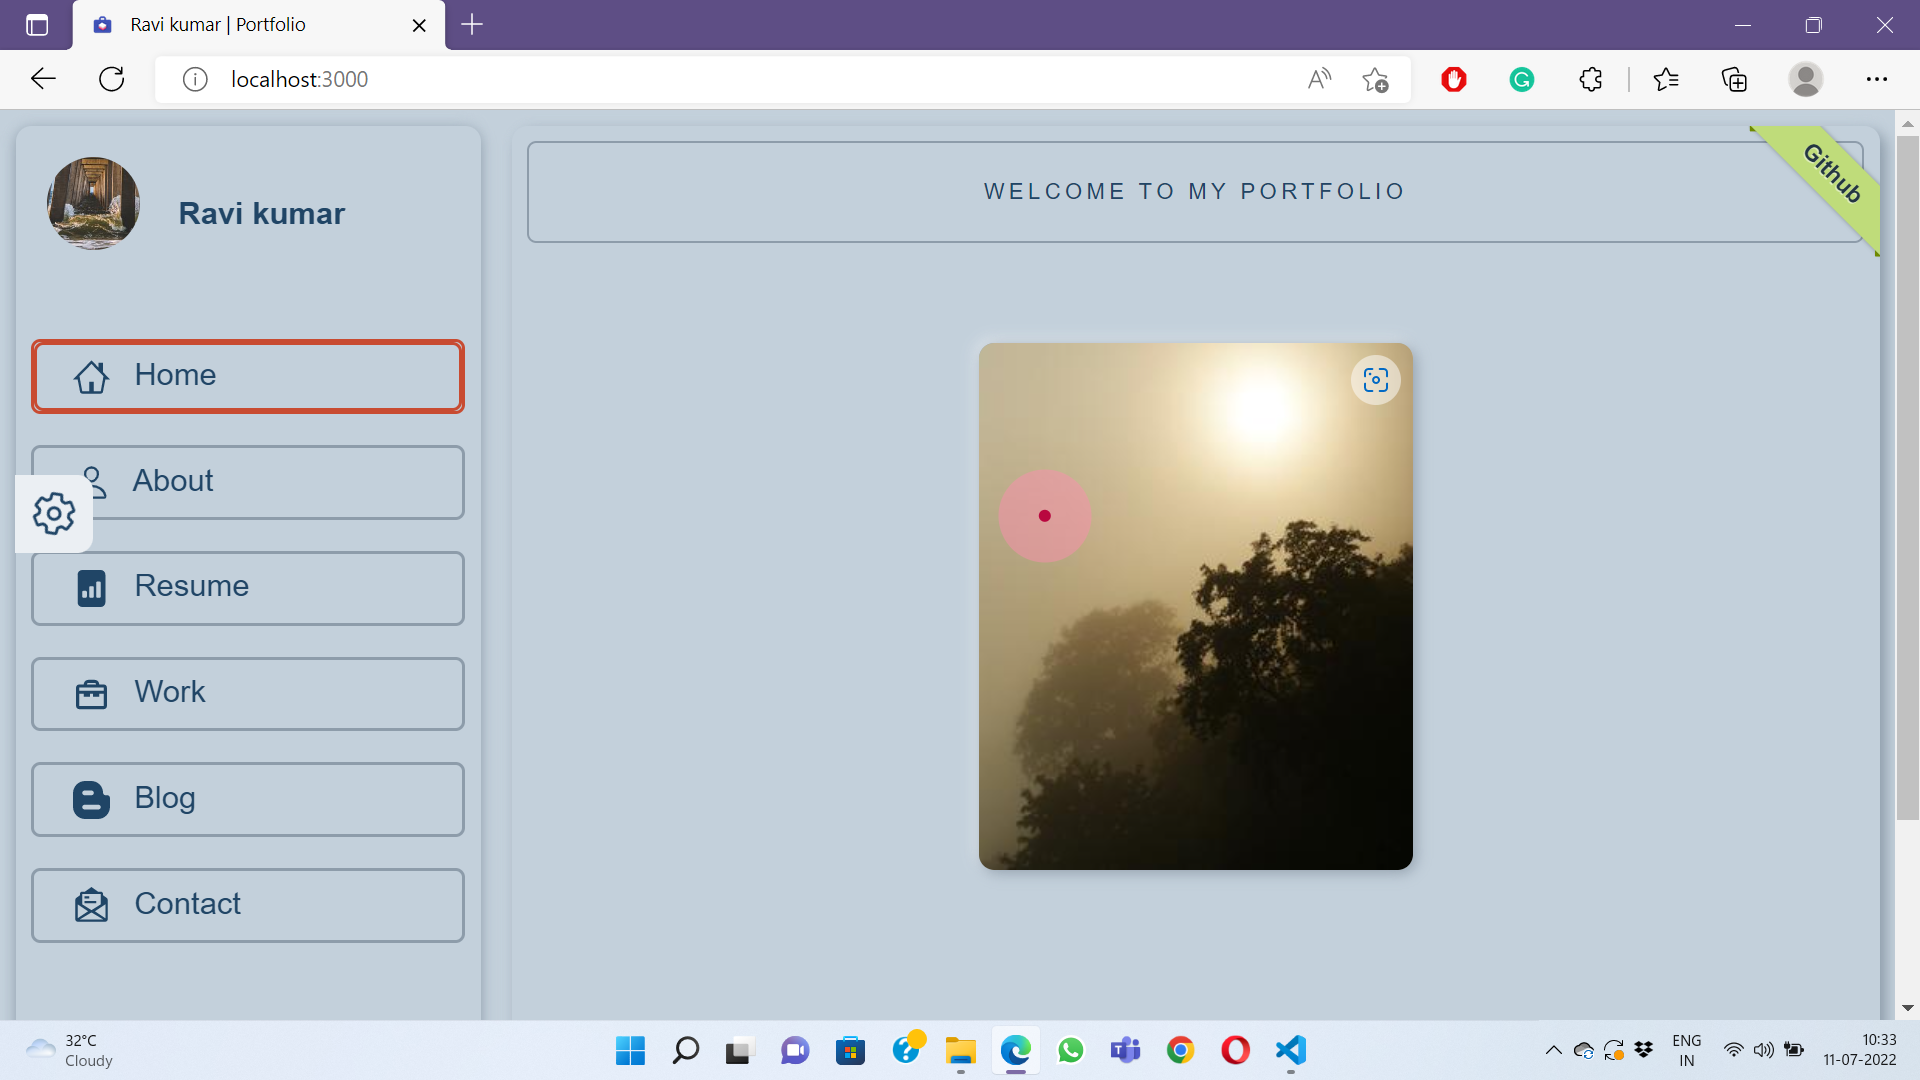 Ravi kumar | Portfolio
localhost:3000
Ravi kumar
WELCOME TO MY PORTFOLIO
Github
Home
About
Resume
Work
Blog
Contact
32°C
Cloudy
ENG
IN
10:33
11-07-2022